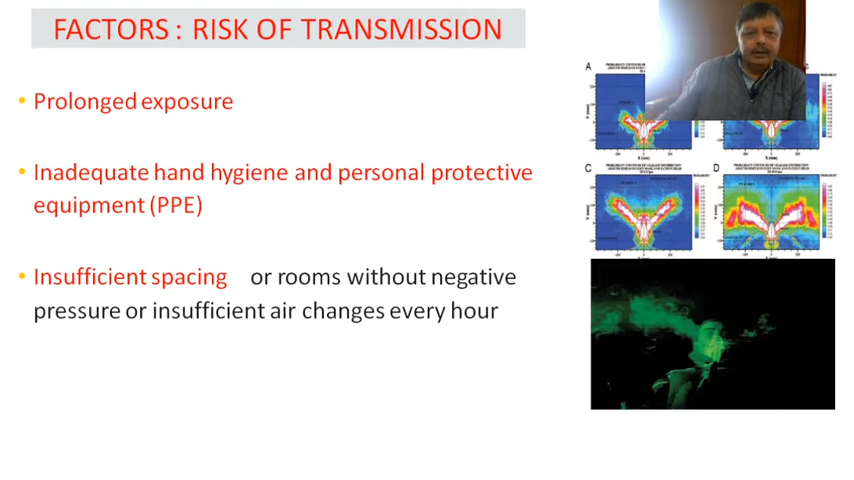 FACTORS : RISK OF TRANSMISSION
• Prolonged exposure
• Inadequate hand hygiene and personal protective
equipment (PPE)
• Insufficient spacing or rooms without negative
pressure or insufficient air changes every hour
A
C
D